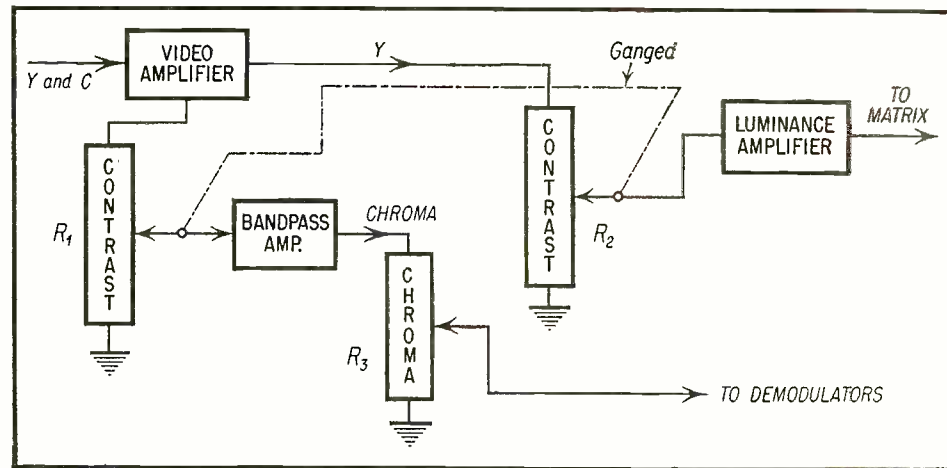 Y and C
VIDEO
AMPLIFIER
Y
Ganged
CONTRAST
R1
BANDPASS
AMP.
CHROMA
CHROMA
R3
CONTRAST
R2
LUMINANCE
AMPLIFIER
TO
MATRIX
TO DEMODULATORS